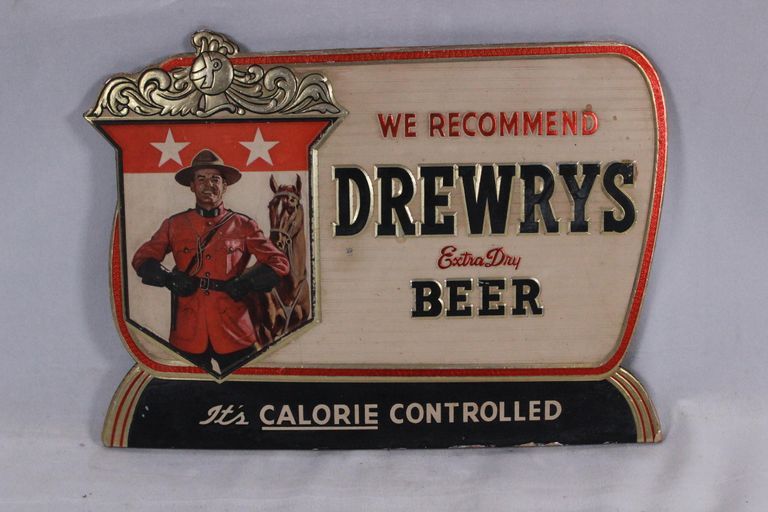 WE RECOMMEND
DREWRYS
Extra Dry
BEER
It's CALORIE CONTROLLED